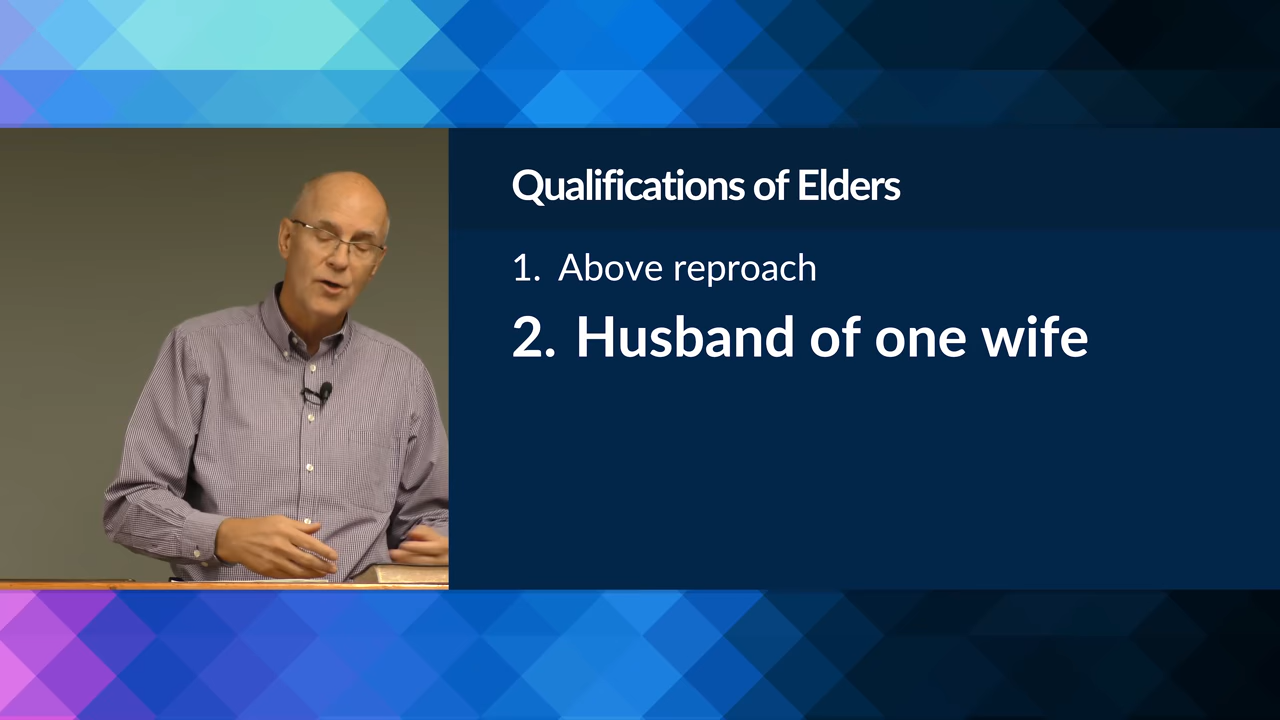 Qualifications of Elders
1. Above reproach
2. Husband of one wife